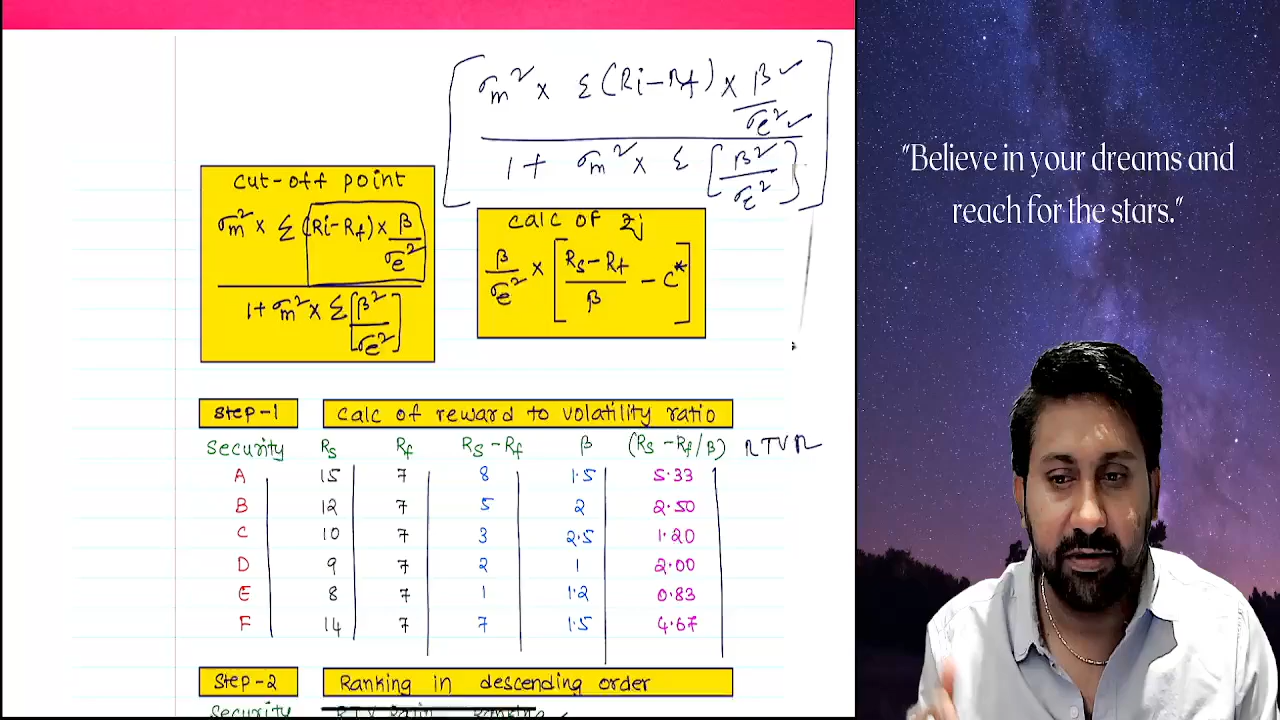 σm² × Σ(Ri-Rf) × β/σe²
1 + σm² × Σ [β²/σe²]
cut-off point
σm² × Σ (Ri-Rf) × β/σe²
1 + σm² × Σ [β²/σe²]
calc of Zj
β/σe² × [Rs - Rf/β - C*]
"Believe in your dreams and
reach for the stars."
Step-1 calc of reward to volatility ratio
Security Rs Rf Rs - Rf β (Rs - Rf/β) RTVR
A 15 7 8 1.5 5.33
B 12 7 5 2 2.50
C 10 7 3 2.5 1.20
D 9 7 2 1 2.00
E 8 7 1 1.2 0.83
F 14 7 7 1.5 4.67
Step-2 Ranking in descending order
Security